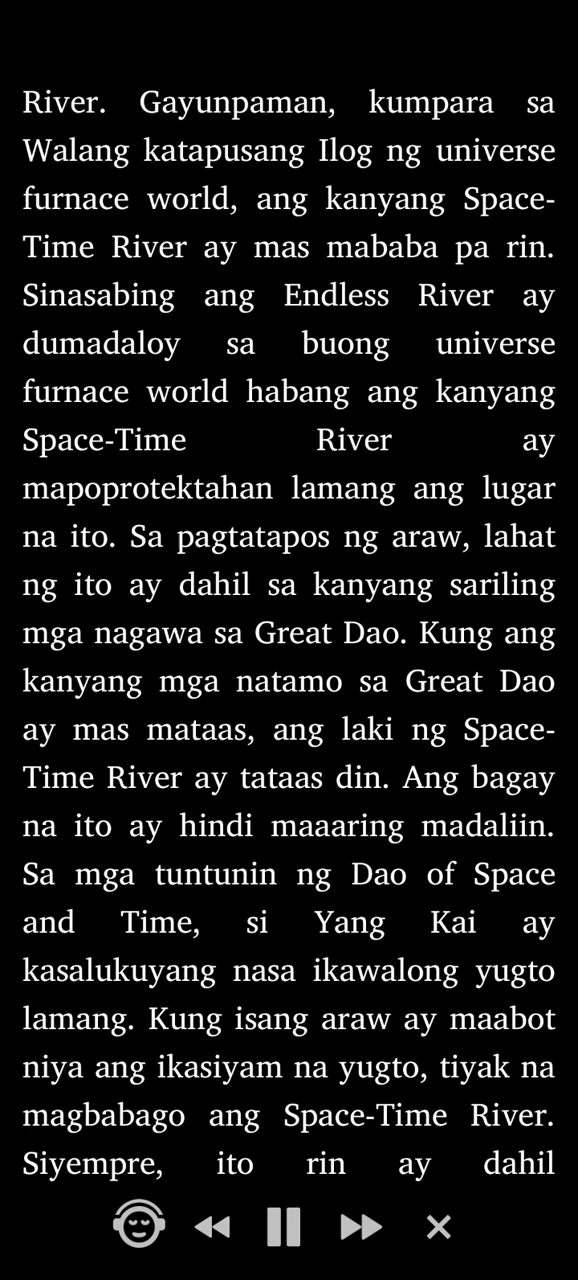 River. Gayunpaman, kumpara sa
Walang katapusang Ilog ng universe
furnace world, ang kanyang Space-
Time River ay mas mababa pa rin.
Sinasabing ang Endless River ay
dumadaloy sa buong universe
furnace world habang ang kanyang
Space-Time River ay
mapoprotektahan lamang ang lugar
na ito. Sa pagtatapos ng araw, lahat
ng ito ay dahil sa kanyang sariling
mga nagawa sa Great Dao. Kung ang
kanyang mga natamo sa Great Dao
ay mas mataas, ang laki ng Space-
Time River ay tataas din. Ang bagay
na ito ay hindi maaaring madaliin.
Sa mga tuntunin ng Dao of Space
and Time, si Yang Kai ay
kasalukuyang nasa ikawalong yugto
lamang. Kung isang araw ay maabot
niya ang ikasiyam na yugto, tiyak na
magbabago ang Space-Time River.
Siyempre, ito rin ay dahil